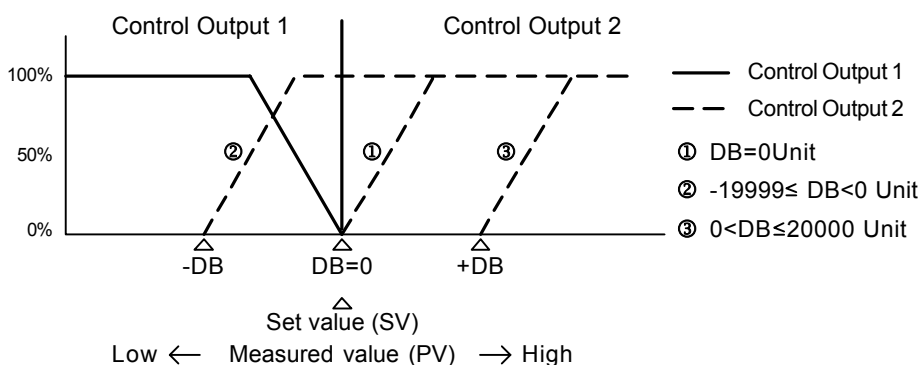 Control Output 1
Control Output 2
100%
50%
0%
② ① ③
-DB
DB=0
+DB
Set value (SV)
Low ← Measured value (PV) → High
Control Output 1
Control Output 2
① DB=0Unit
② -19999≤ DB<0 Unit
③ 0<DB≤20000 Unit